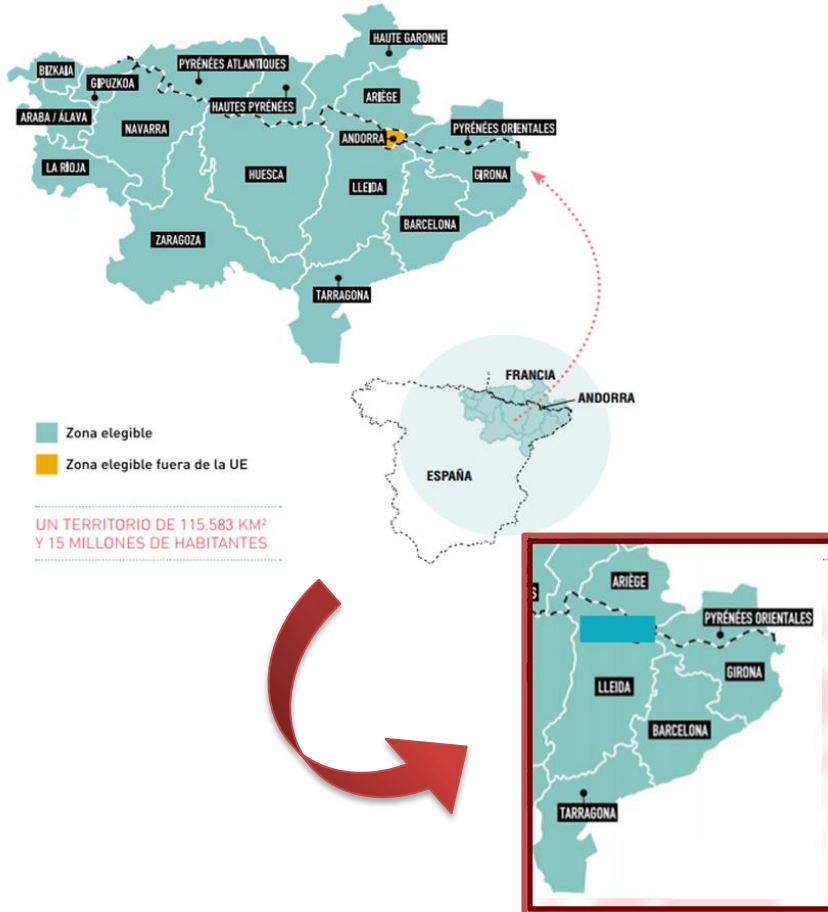 HAUTE GARONNE
PYRÉNÉES ATLANTIQUES
BIZKAIA
GIPUZKOA
HAUTES PYRÉNÉES
ARIÈGE
ARABA / ÁLAVA
NAVARRA
ANDORRA
PYRÉNÉES ORIENTALES
LA RIOJA
HUESCA
LLEIDA
GIRONA
BARCELONA
ZARAGOZA
TARRAGONA
FRANCIA
ANDORRA
ESPAÑA
Zona elegible
Zona elegible fuera de la UE
UN TERRITORIO DE 115.583 KM²
Y 15 MILLONES DE HABITANTES
ARIÈGE
S
PYRÉNÉES ORIENTALES
GIRONA
LLEIDA
BARCELONA
TARRAGONA